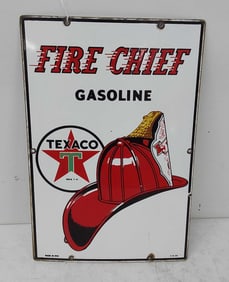 FIRE CHIEF
GASOLINE
TEXACO
T